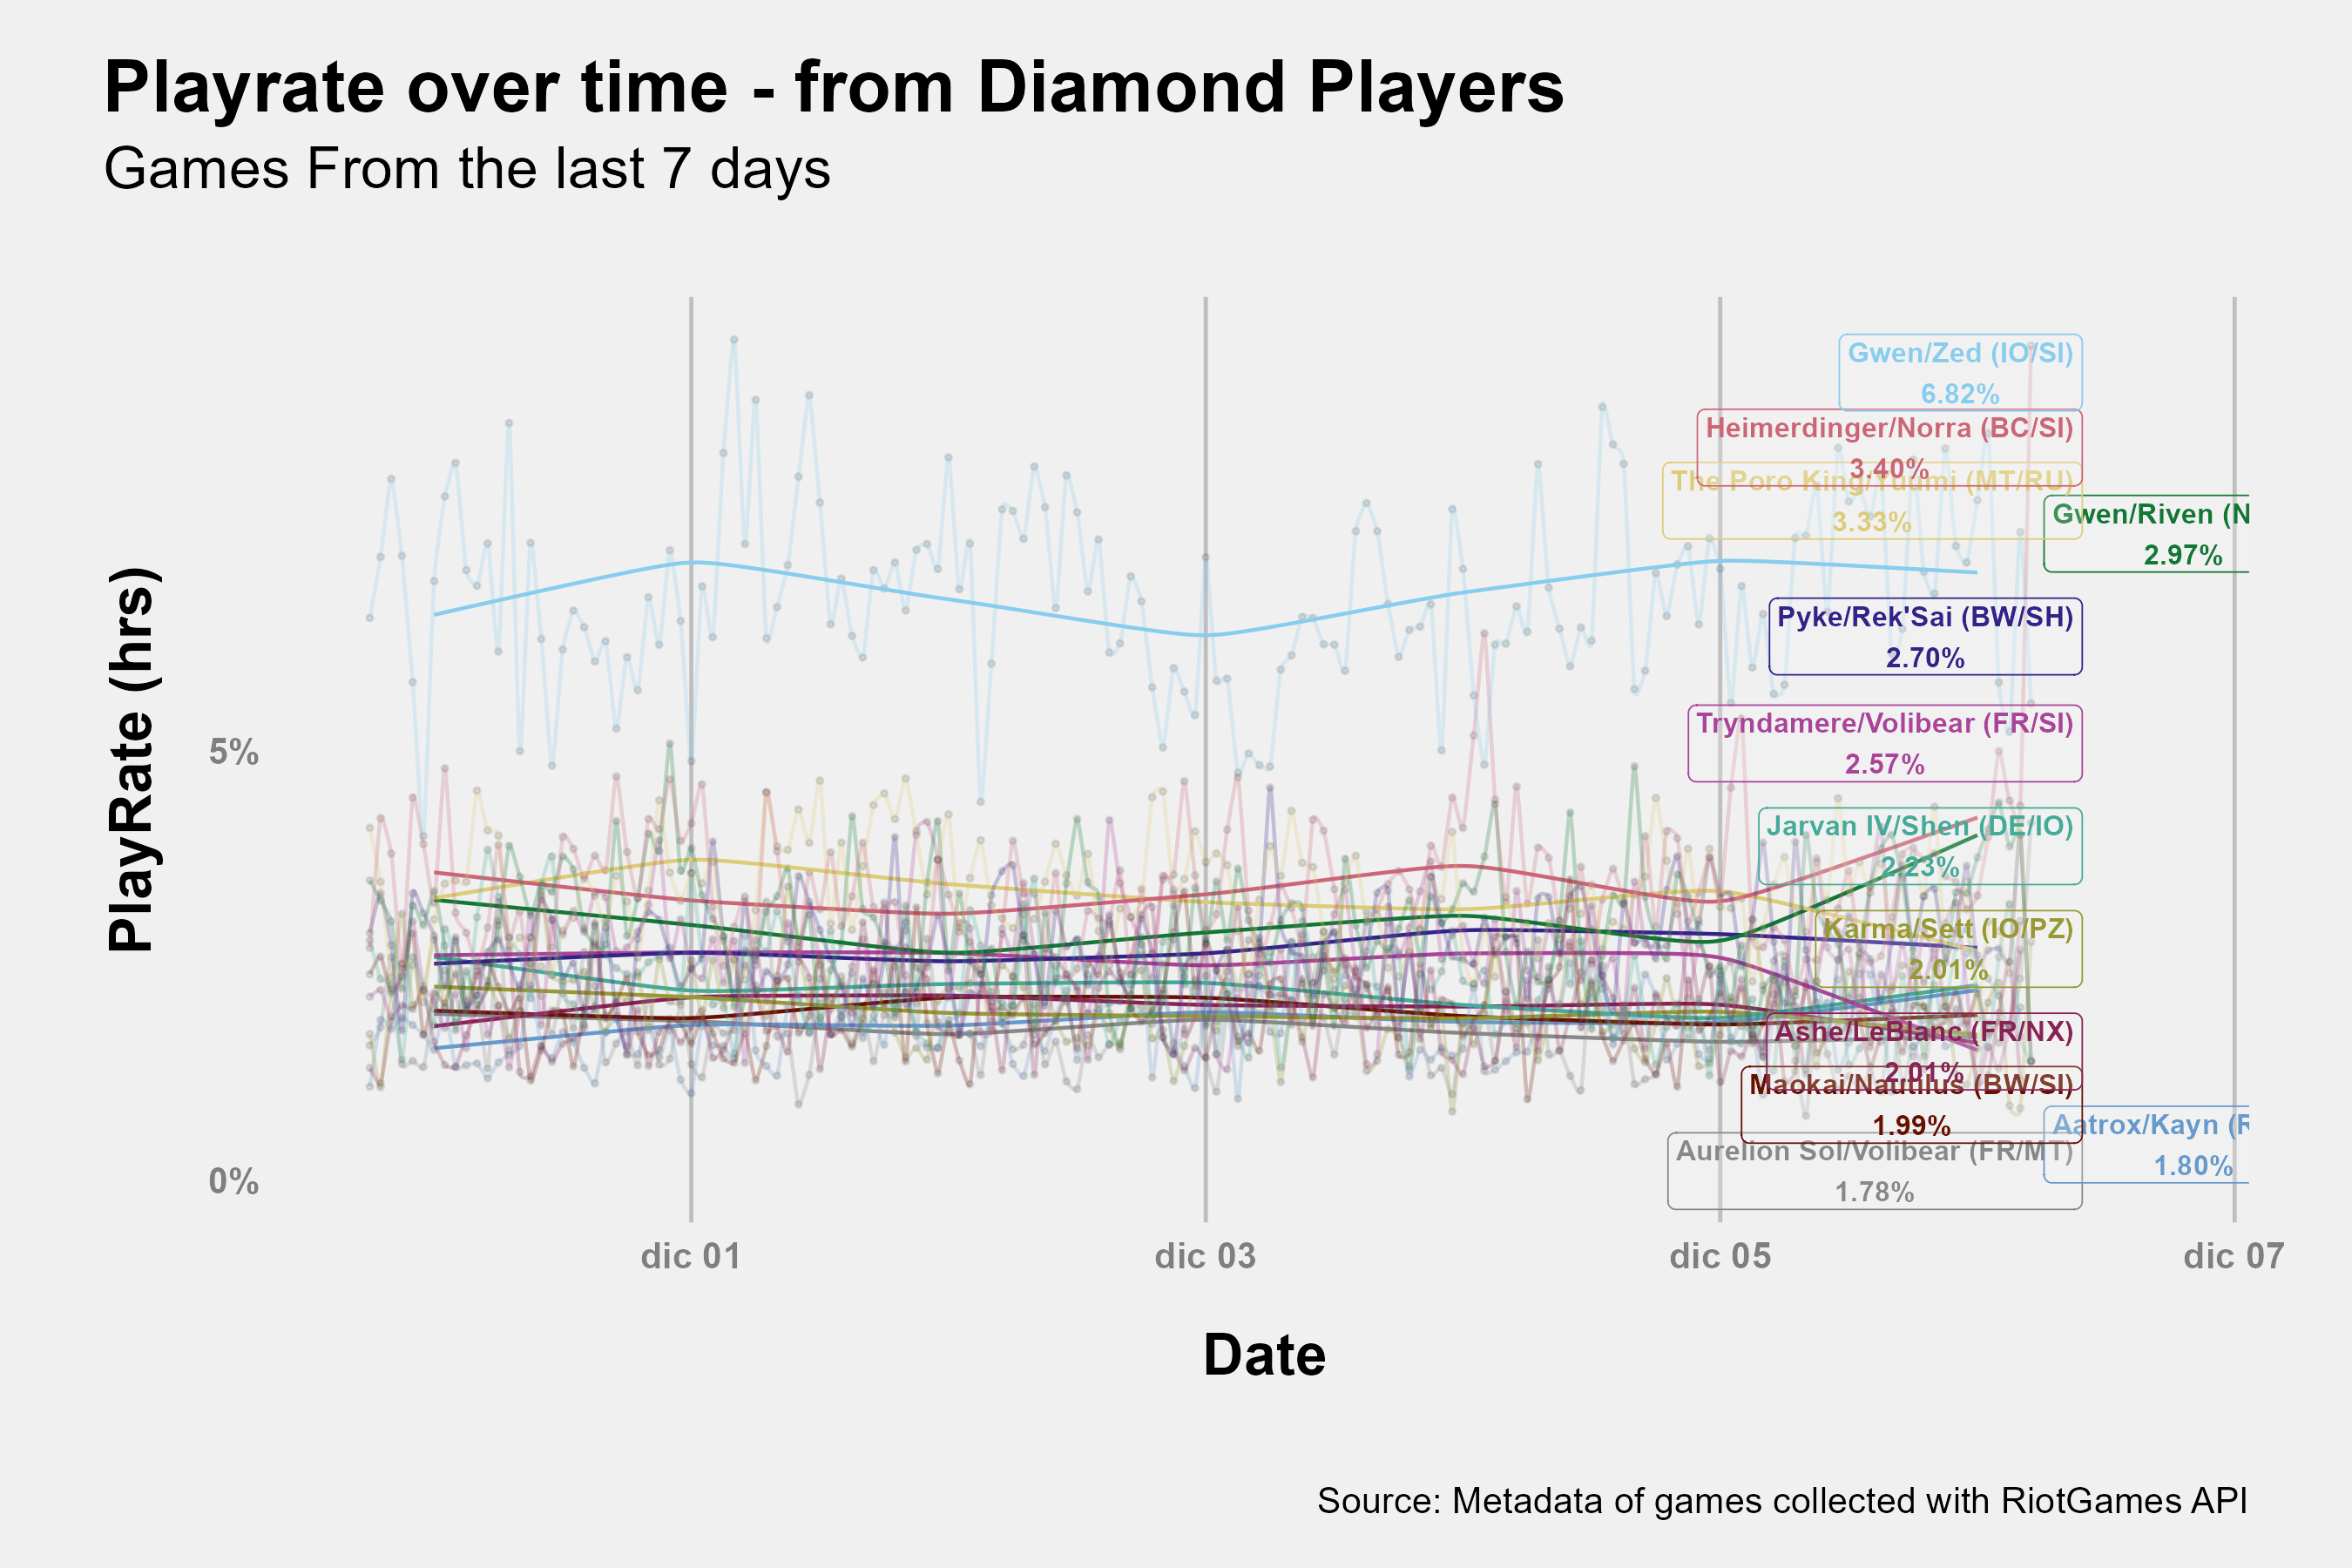 Playrate over time - from Diamond Players
Games From the last 7 days
PlayRate (hrs)
5%
0%
Gwen/Zed (IO/SI)
6.82%
Heimerdinger/Norra (BC/SI)
3.40%
The Poro King/Yuumi (MT/RU)
3.33%
Gwen/Riven (N
2.97%
Pyke/Rek'Sai (BW/SH)
2.70%
Tryndamere/Volibear (FR/SI)
2.57%
Jarvan IV/Shen (DE/IO)
2.23%
Karma/Sett (IO/PZ)
2.01%
Ashe/LeBlanc (FR/NX)
2.01%
Maokai/Nautilus (BW/SI)
1.99%
Aatrox/Kayn (R
1.80%
Aurelion Sol/Volibear (FR/MT)
1.78%
dic 01
dic 03
dic 05
dic 07
Date
Source: Metadata of games collected with RiotGames API